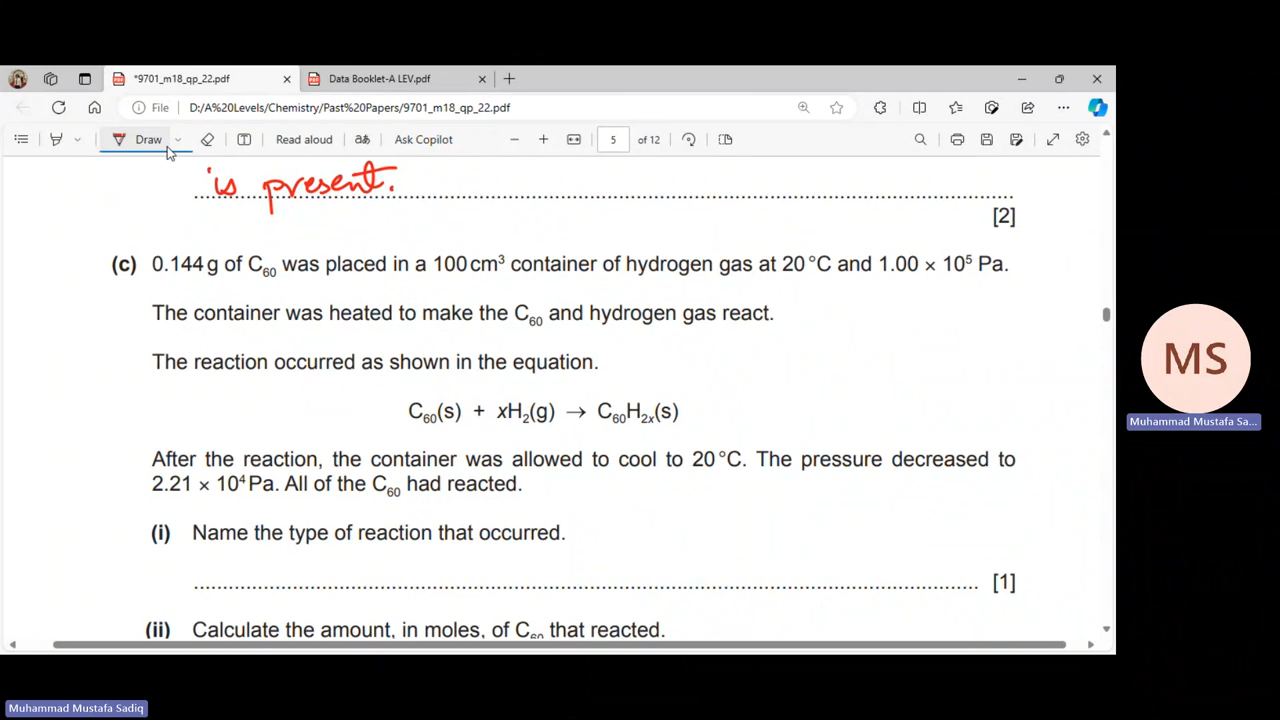 *9701_m18_qp_22.pdf
Data Booklet-A LEV.pdf
File
D:/A%20Levels/Chemistry/Past%20Papers/9701_m18_qp_22.pdf
Draw
Read aloud
aあ
Ask Copilot
5
of 12
is present.
[2]
(c) 0.144 g of C₆₀ was placed in a 100 cm³ container of hydrogen gas at 20 °C and 1.00 × 10⁵ Pa.
The container was heated to make the C₆₀ and hydrogen gas react.
The reaction occurred as shown in the equation.
C₆₀(s) + xH₂(g) → C₆₀H₂ₓ(s)
After the reaction, the container was allowed to cool to 20 °C. The pressure decreased to
2.21 × 10⁴ Pa. All of the C₆₀ had reacted.
(i) Name the type of reaction that occurred.
[1]
(ii) Calculate the amount, in moles, of C₆₀ that reacted.
MS
Muhammad Mustafa Sa...
Muhammad Mustafa Sadiq